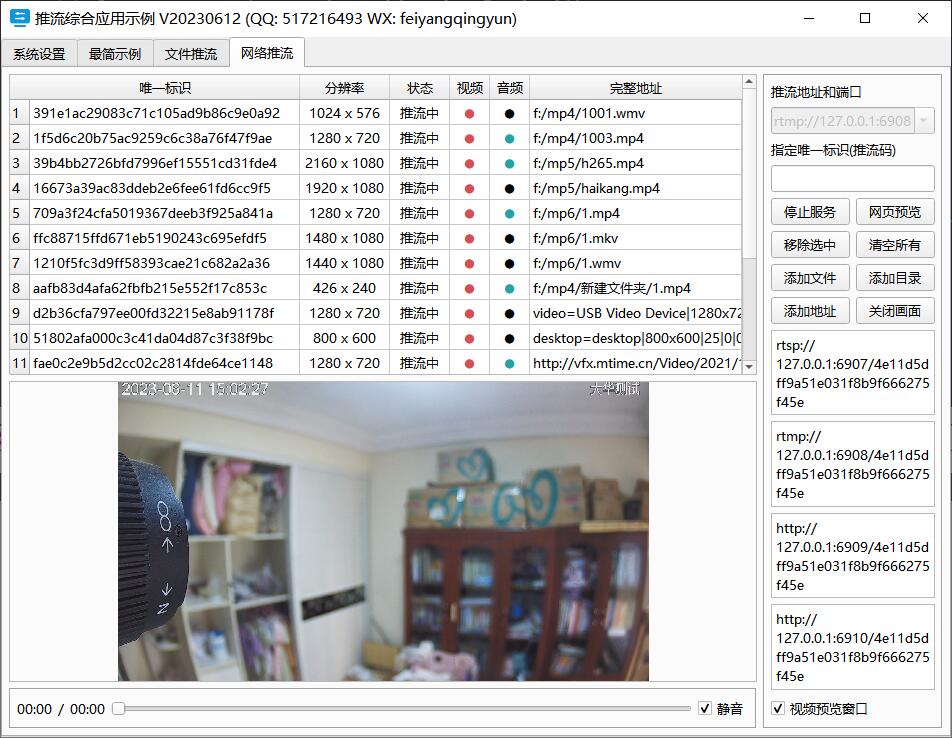 推流综合应用示例 V20230612 (QQ: 517216493 WX: feiyangqingyun)
系统设置 最简示例 文件推流 网络推流
唯一标识 分辨率 状态 视频 音频 完整地址
1 391e1ac29083c71c105ad9b86c9e0a92 1024 x 576 推流中 f:/mp4/1001.wmv
2 1f5d6c20b75ac9259c6c38a76f47f9ae 1280 x 720 推流中 f:/mp4/1003.mp4
3 39b4bb2726bfd7996ef15551cd31fde4 2160 x 1080 推流中 f:/mp5/h265.mp4
4 16673a39ac83ddeb2e6fee61fd6cc9f5 1920 x 1080 推流中 f:/mp5/haikang.mp4
5 709a3f24cfa5019367deeb3f925a841a 1280 x 720 推流中 f:/mp6/1.mp4
6 ffc88715ffd671eb5190243c695efdf5 1480 x 1080 推流中 f:/mp6/1.mkv
7 1210f5fc3d9ff58393cae21c682a2a36 1440 x 1080 推流中 f:/mp6/1.wmv
8 aafb83d4afa62fbfb215e552f17c853c 426 x 240 推流中 f:/mp4/新建文件夹/1.mp4
9 d2b36cfa797ee00fd32215e8ab91178f 1280 x 720 推流中 video=USB Video Device|1280x72
10 51802afa000c3c41da04d87c3f38f9bc 800 x 600 推流中 desktop=desktop|800x600|25|0|0
11 fae0c2e9b5d2cc02c2814fde64ce1148 1280 x 720 推流中 http://vfx.mtime.cn/Video/2021/
2023-08-11 15:02:27
大华测试
8
N
00:00 / 00:00
静音
推流地址和端口
rtmp://127.0.0.1:6908
指定唯一标识(推流码)
停止服务 网页预览
移除选中 清空所有
添加文件 添加目录
添加地址 关闭画面
rtsp://
127.0.0.1:6907/4e11d5d
ff9a51e031f8b9f666275
f45e
rtmp://
127.0.0.1:6908/4e11d5d
ff9a51e031f8b9f666275
f45e
http://
127.0.0.1:6909/4e11d5d
ff9a51e031f8b9f666275
f45e
http://
127.0.0.1:6910/4e11d5d
ff9a51e031f8b9f666275
f45e
视频预览窗口